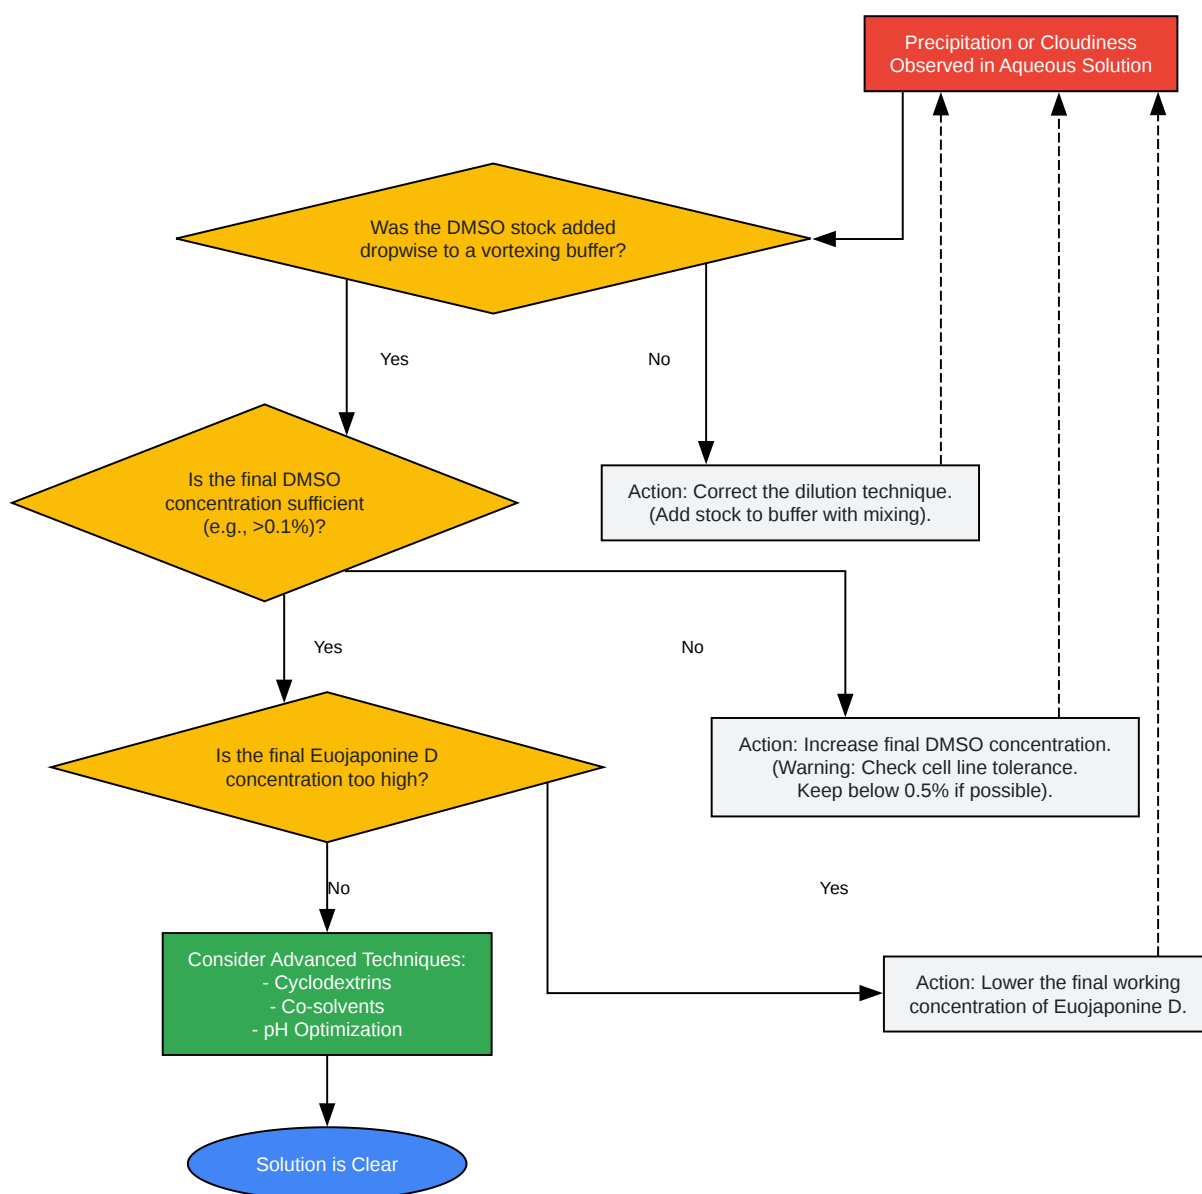 Precipitation or Cloudiness
Observed in Aqueous Solution
Was the DMSO stock added
dropwise to a vortexing buffer?
Yes
No
Is the final DMSO
concentration sufficient
(e.g., >0.1%)?
Action: Correct the dilution technique.
(Add stock to buffer with mixing).
Yes
No
Is the final Euojaponine D
concentration too high?
Action: Increase final DMSO concentration.
(Warning: Check cell line tolerance.
Keep below 0.5% if possible).
No
Yes
Consider Advanced Techniques:
- Cyclodextrins
- Co-solvents
- pH Optimization
Action: Lower the final working
concentration of Euojaponine D.
Solution is Clear